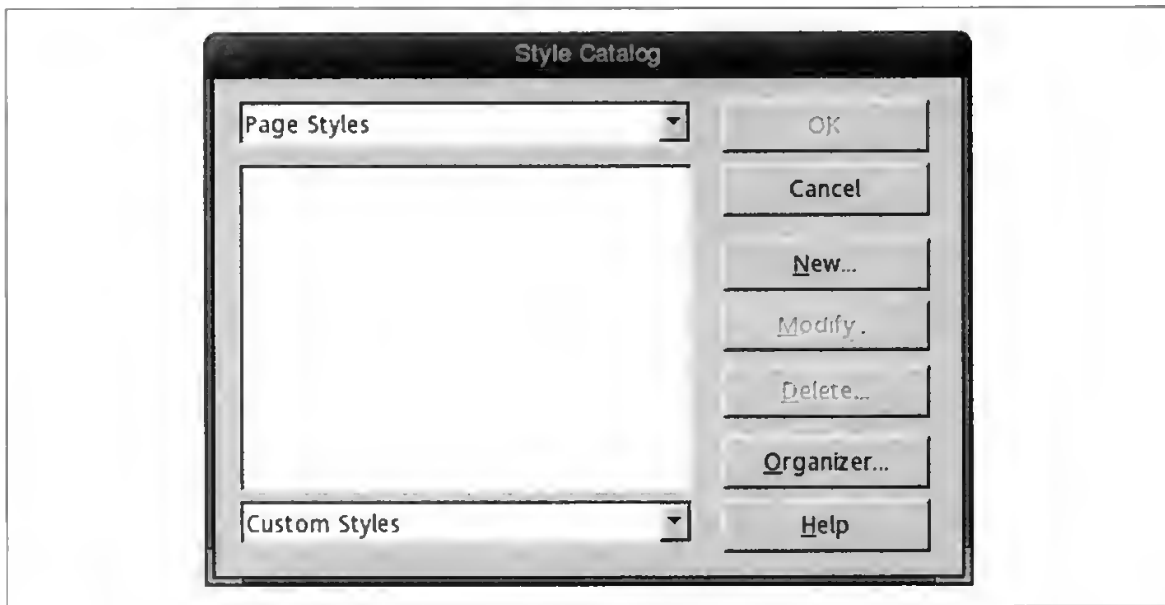 Style Catalog
Page Styles
OK
Cancel
New...
Modify.
Delete...
Organizer...
Custom Styles
Help